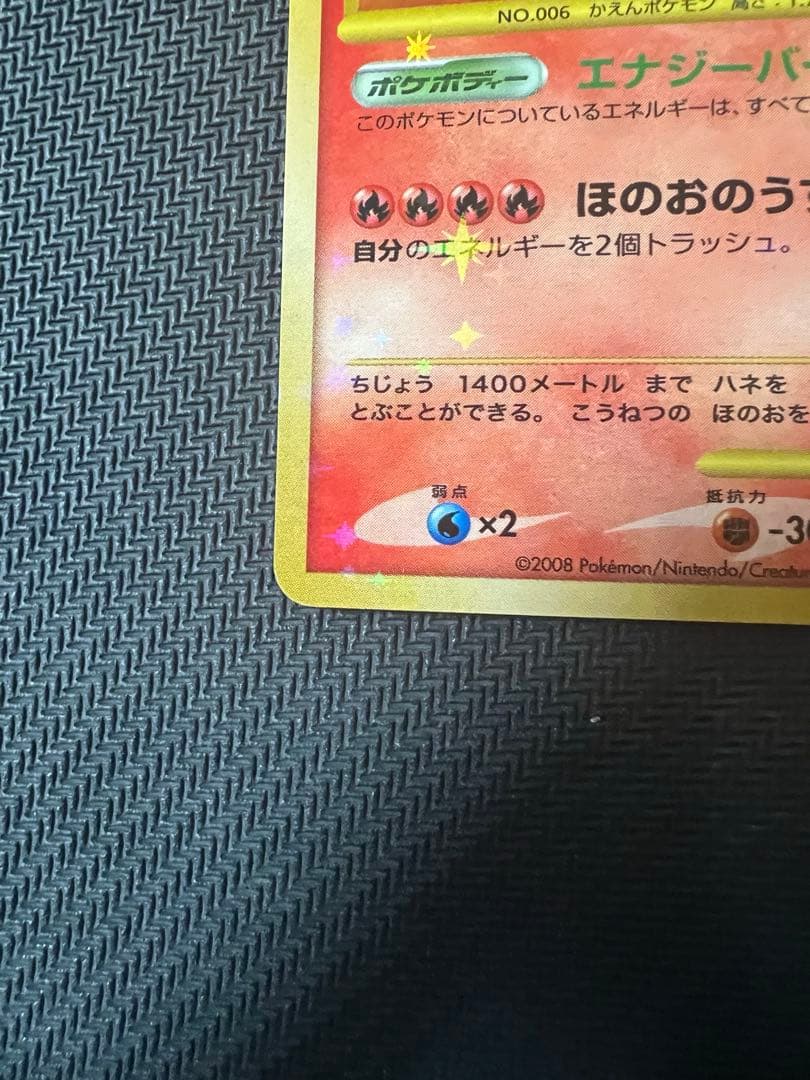 NO.006 かえんポケモン 高さ：1.
ポケボディー エナジーバ
このポケモンについているエネルギーは、すべて
ほのおのう
自分のエネルギーを2個トラッシュ。
ちじょう 1400メートル まで ハネを
とぶことができる。 こうねつの ほのおを
弱点 抵抗力
×2 -30
©2008 Pokémon/Nintendo/Creatur